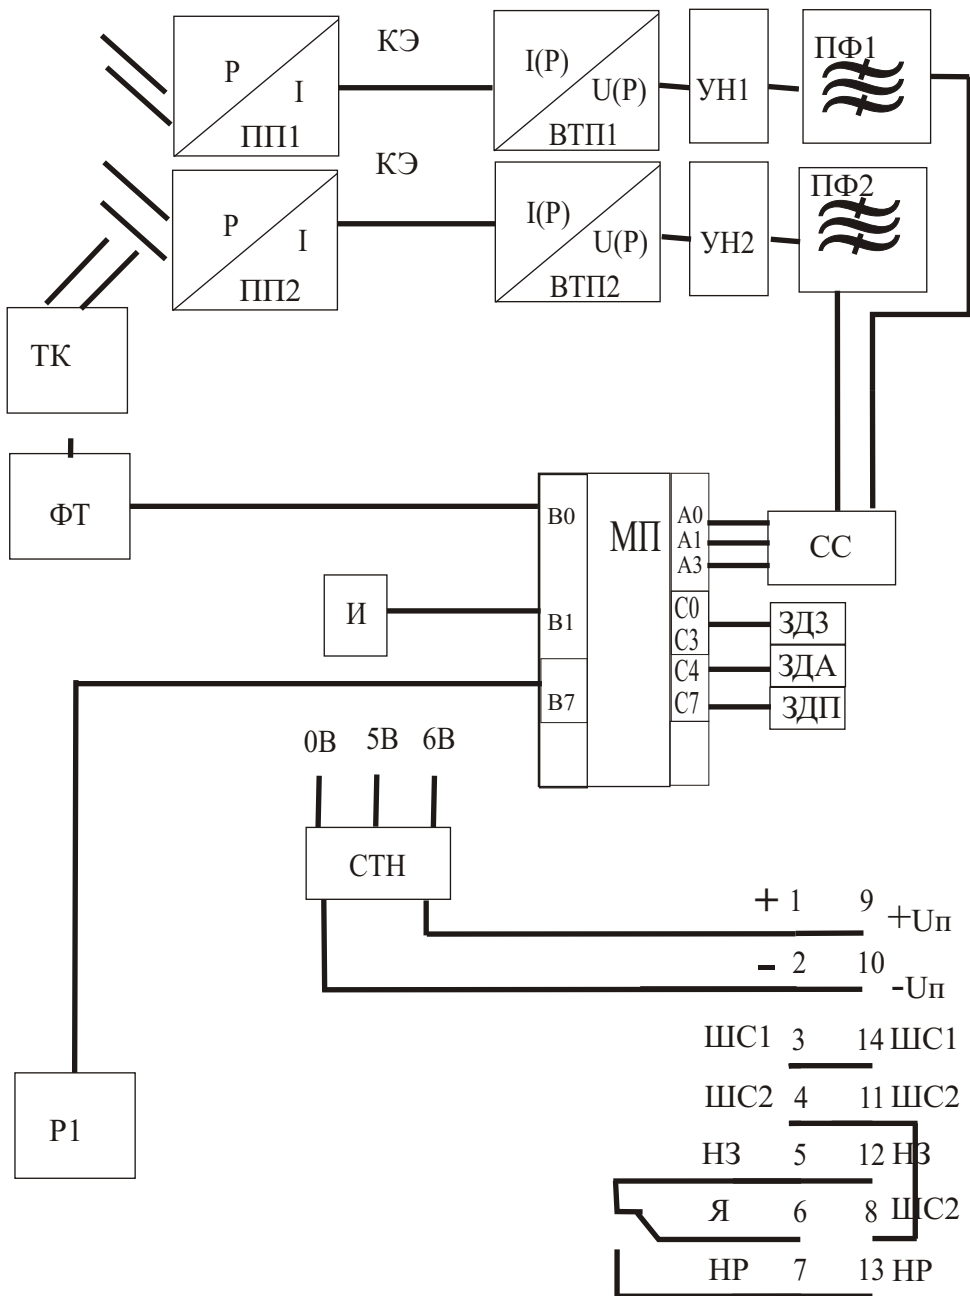 КЭ
P
I
ПП1
I(P)
U(P)
ВТП1
УН1
ПФ1
КЭ
P
I
ПП2
I(P)
U(P)
ВТП2
УН2
ПФ2
ТК
ФТ
B0
МП
A0
A1
A3
СС
И
B1
C0
C3
ЗДЗ
B7
C4
C7
ЗДА
ЗДП
0В 5В 6В
СТН
+ 1 9 +Uп
- 2 10 -Uп
ШС1 3 14 ШС1
ШС2 4 11 ШС2
Р1
НЗ 5 12 НЗ
Я 6 8 ШС2
НР 7 13 НР